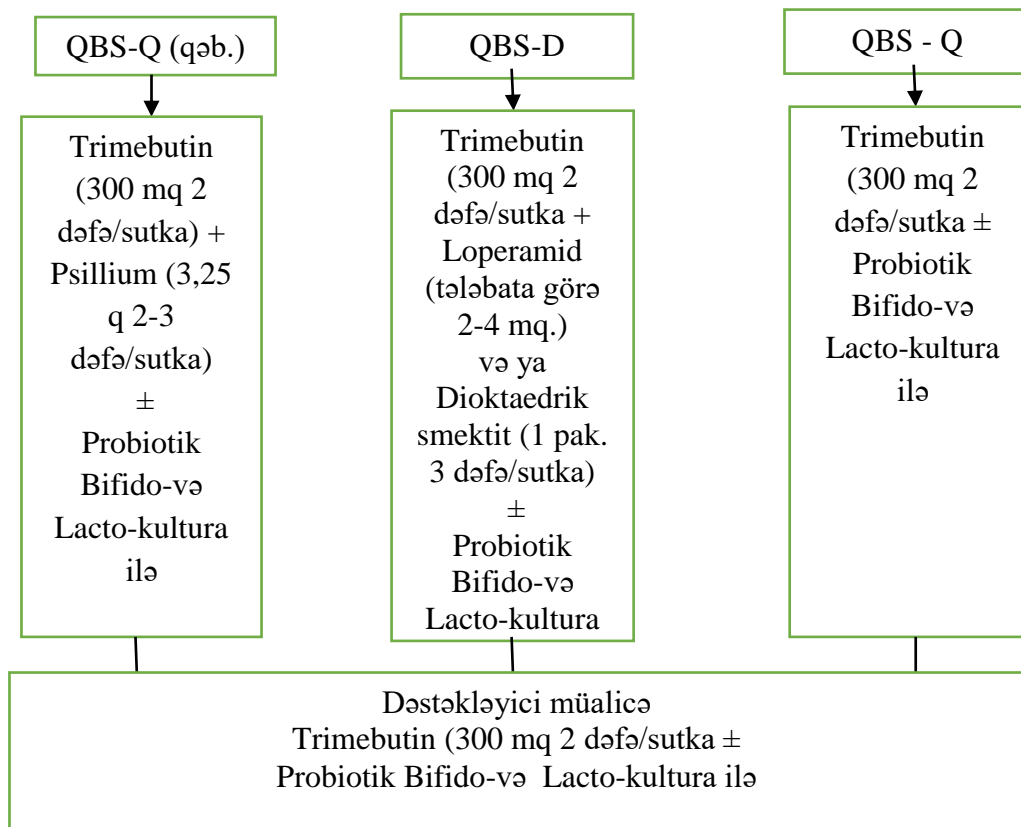 QBS-Q (qəb.)
QBS-D
QBS - Q
Trimebutin
(300 mq 2
dəfə/sutka) +
Psillium (3,25
q 2-3
dəfə/sutka)
±
Probiotik
Bifido-və
Lacto-kultura
ilə
Trimebutin
(300 mq 2
dəfə/sutka +
Loperamid
(tələbata görə
2-4 mq.)
və ya
Dioktaedrik
smektit (1 pak.
3 dəfə/sutka)
±
Probiotik
Bifido-və
Lacto-kultura
Trimebutin
(300 mq 2
dəfə/sutka ±
Probiotik
Bifido-və
Lacto-kultura
ilə
Dəstəkləyici müalicə
Trimebutin (300 mq 2 dəfə/sutka ±
Probiotik Bifido-və Lacto-kultura ilə